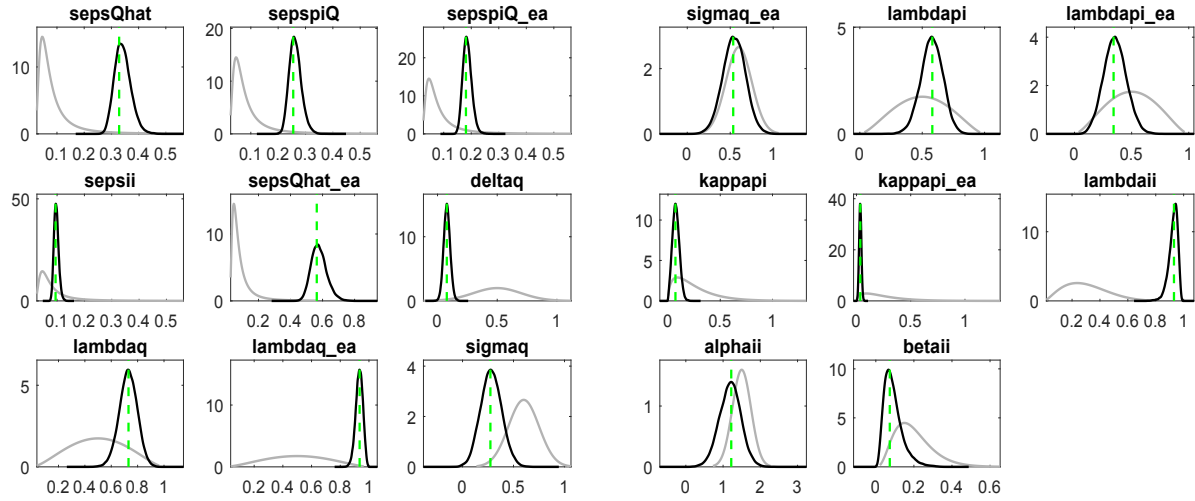 sepsQhat sepspiQ sepspiQ_ea sigmaq_ea lambdapi lambdapi_ea
10 0
20 10 0
20 10 0
2 0
5 0
4 2 0
0.1 0.2 0.3 0.4 0.5
0.1 0.2 0.3 0.4 0.5
0.1 0.2 0.3 0.4 0.5
0 0.5 1
0 0.5 1
0 0.5 1
sepsii sepsQhat_ea deltaq kappapi kappapi_ea lambdaii
50 0
10 0
10 0
10 5 0
40 20 0
10 0
0.1 0.2 0.3 0.4 0.5
0.2 0.4 0.6 0.8
0 0.5 1
0 0.5 1
0 0.5 1
0.2 0.4 0.6 0.8 1
lambdaq lambdaq_ea sigmaq alphaii betaii
5 0
10 0
4 2 0
1 0
10 5 0
0.2 0.4 0.6 0.8 1
0.2 0.4 0.6 0.8 1
0 0.5 1
0 1 2 3
0 0.2 0.4 0.6